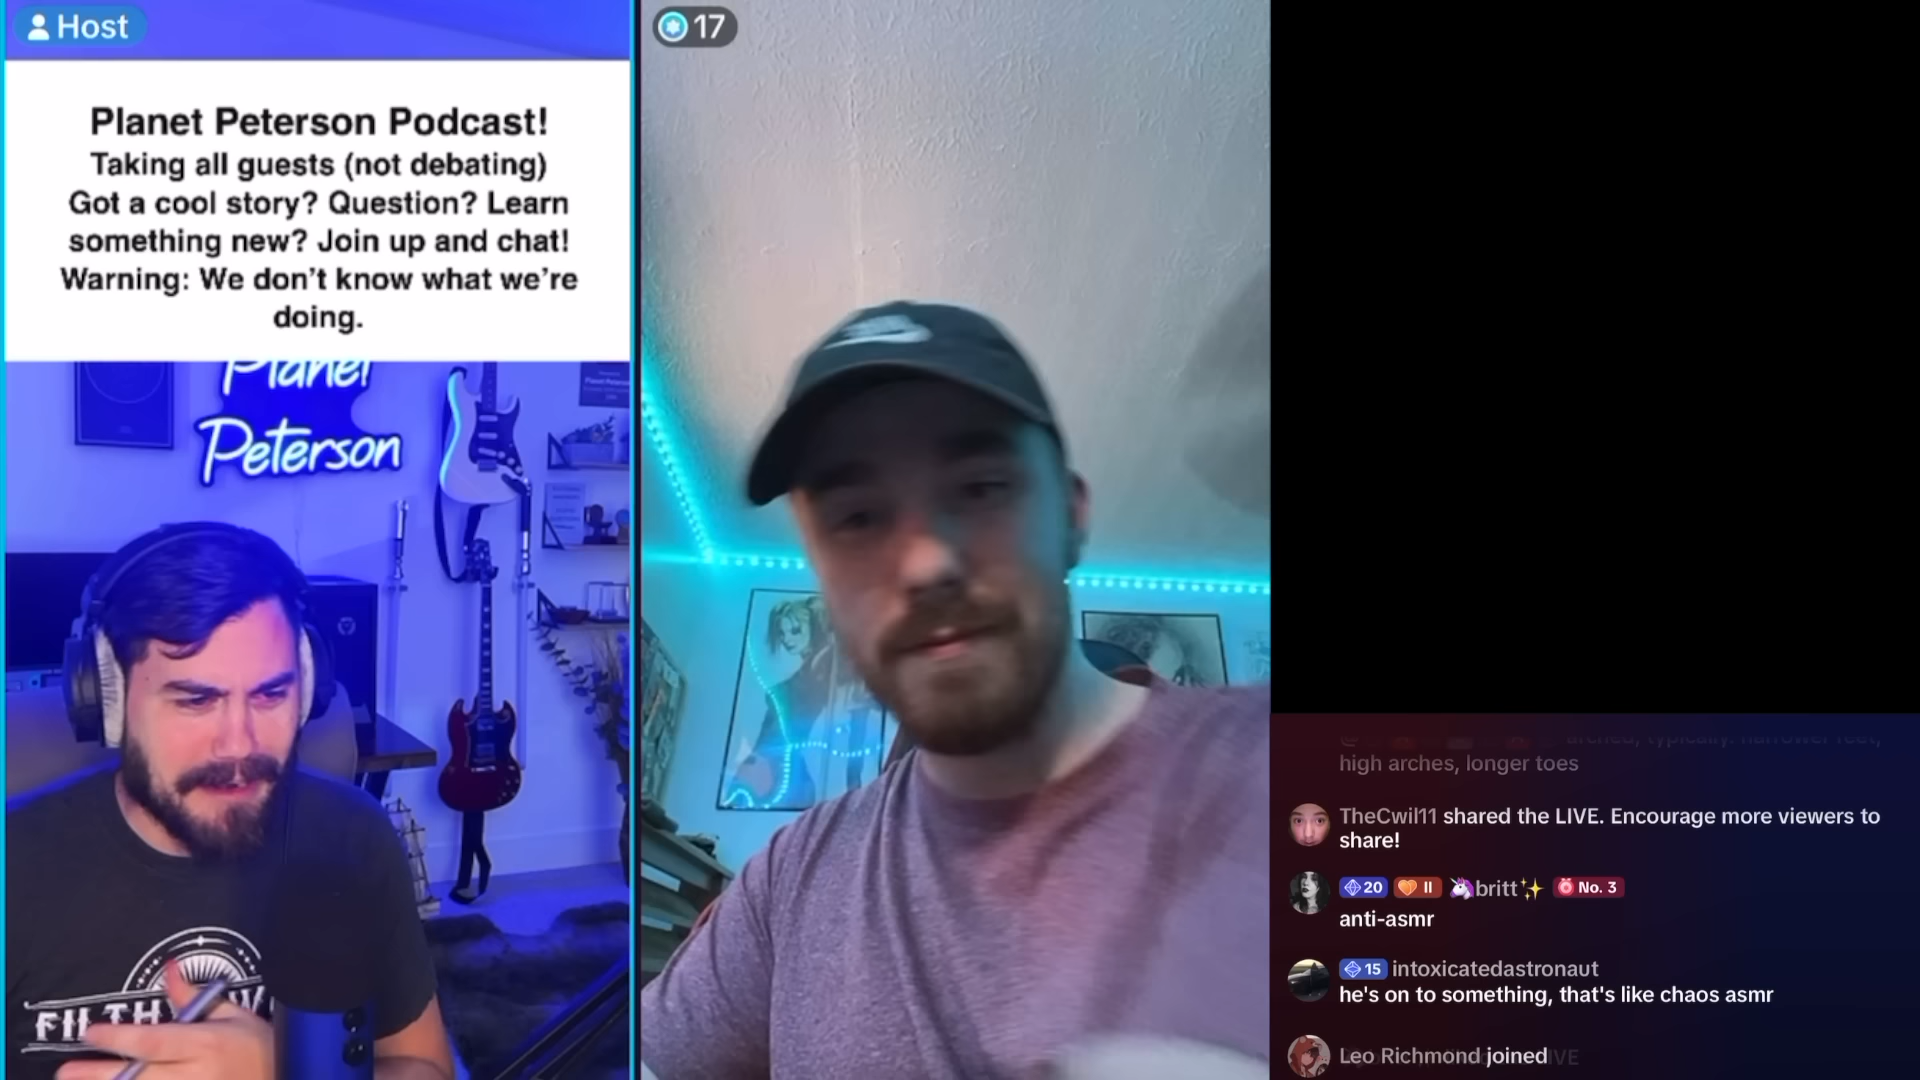 Host
17
Planet Peterson Podcast!
Taking all guests (not debating)
Got a cool story? Question? Learn
something new? Join up and chat!
Warning: We don't know what we're
doing.
Planet
Peterson
high arches, longer toes
TheCwil11 shared the LIVE. Encourage more viewers to
share!
20 II 🦄britt✨ No. 3
anti-asmr
15 intoxicatedastronaut
he's on to something, that's like chaos asmr
Leo Richmond joined